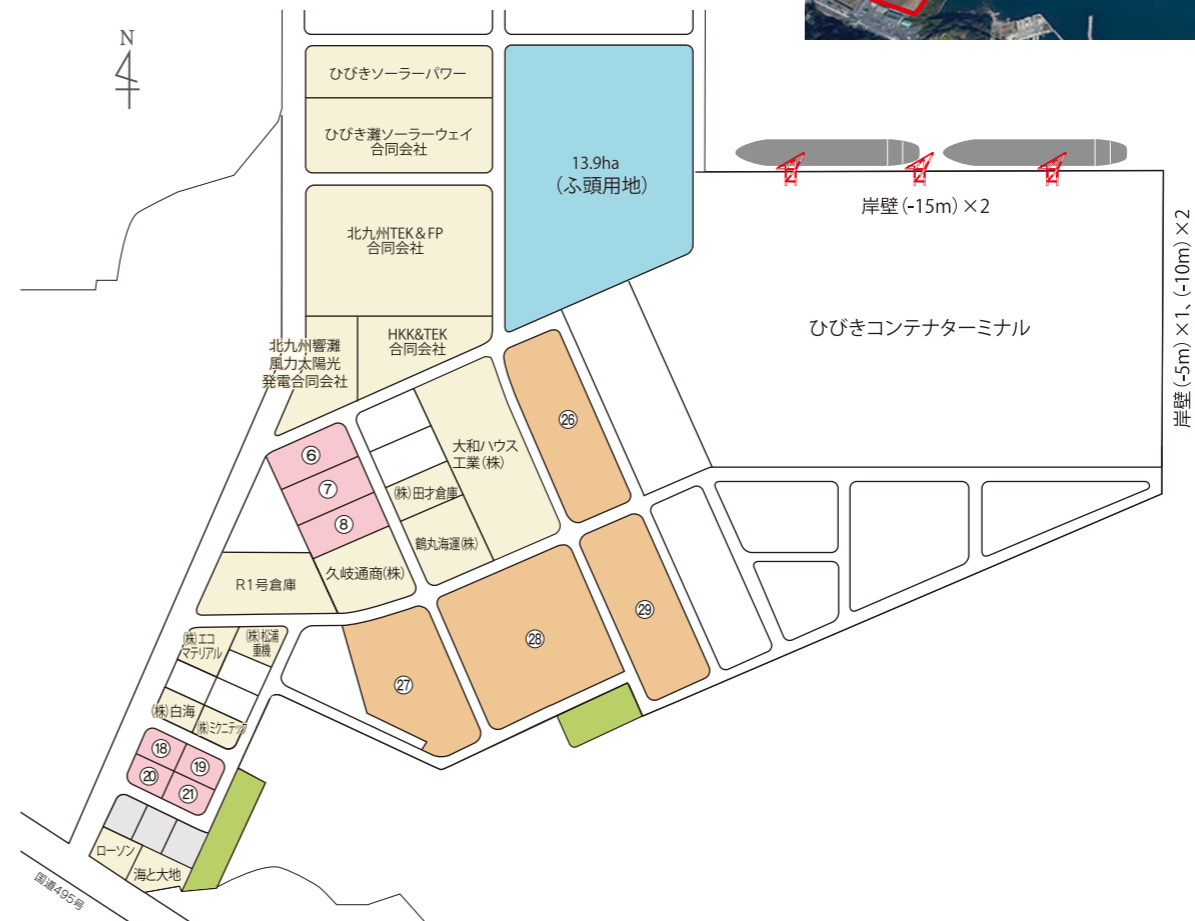 N
ひびきソーラーパワー
ひびき灘ソーラーウェイ
合同会社
13.9ha
(ふ頭用地)
岸壁(-15m)×2
岸壁(-5m)×1、(-10m)×2
北九州TEK&FP
合同会社
ひびきコンテナターミナル
HKK&TEK
合同会社
北九州響灘
風力太陽光
発電合同会社
㉖
大和ハウス
工業(株)
⑥
⑦
(株)田才倉庫
⑧
鶴丸海運(株)
久岐通商(株)
R1号倉庫
㉙
㉘
㉗
(株)エコ
マテリアル
(株)松浦
重機
(株)白海
(株)ミクニテック
⑱
⑲
⑳
㉑
ローソン
海と大地
国道495号